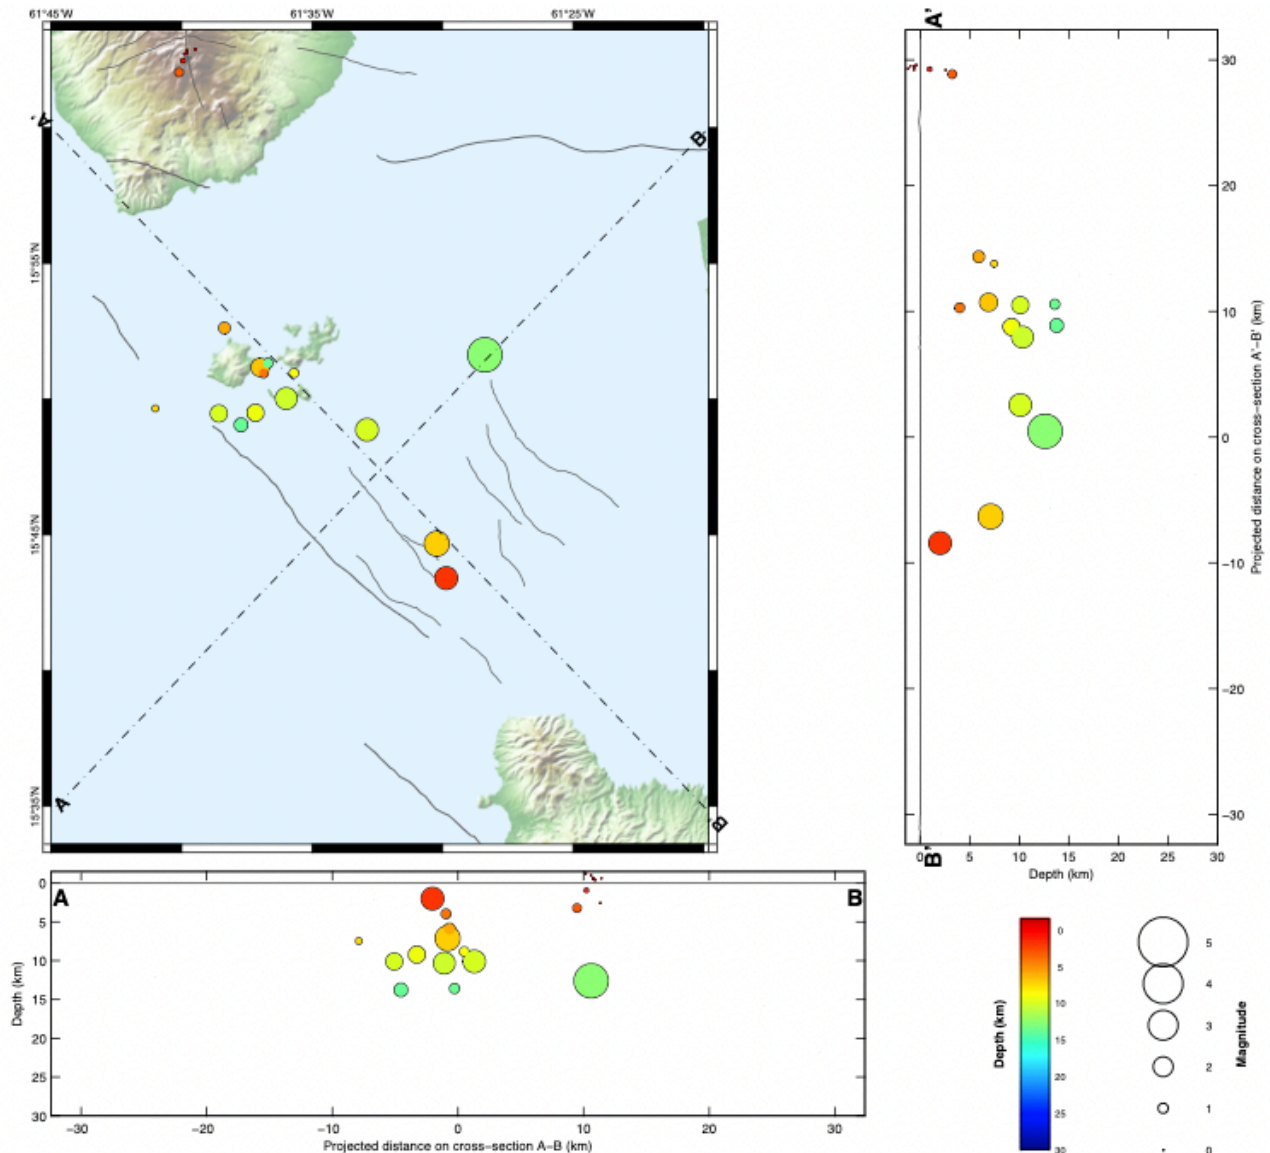 61°45'W 61°35'W 61°25'W
A' B
15°55'N
15°45'N
15°35'N
A B'
A'
30
20
10
0
−10
−20
−30
Projected distance on cross−section A'−B' (km)
B'
0 5 10 15 20 25 30
Depth (km)
A B
0
5
10
15
20
25
30
Depth (km)
−30 −20 −10 0 10 20 30
Projected distance on cross−section A−B (km)
0
5
10
15
20
25
30
Depth (km)
5
4
3
2
1
0
Magnitude